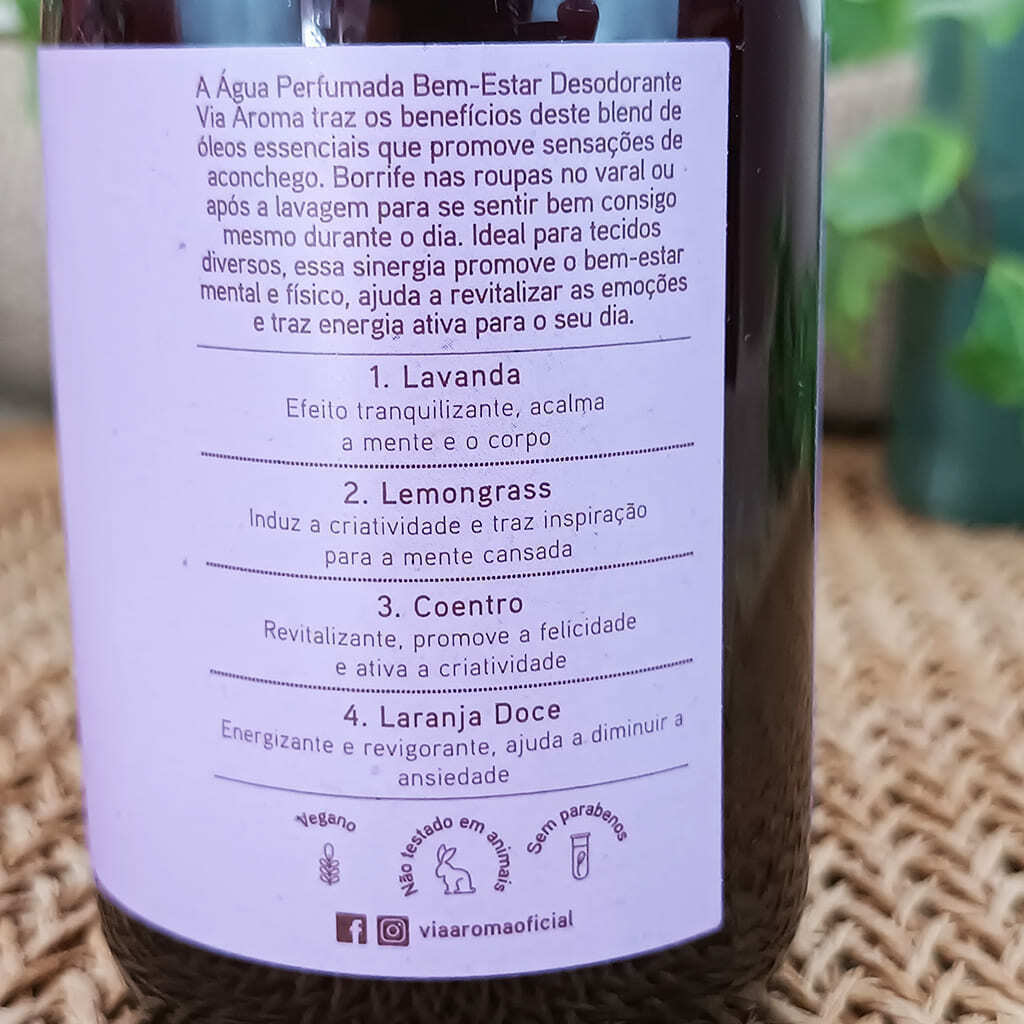 A Água Perfumada Bem-Estar Desodorante
Via Aroma traz os benefícios deste blend de
óleos essenciais que promove sensações de
aconchego. Borrife nas roupas no varal ou
após a lavagem para se sentir bem consigo
mesmo durante o dia. Ideal para tecidos
diversos, essa sinergia promove o bem-estar
mental e físico, ajuda a revitalizar as emoções
e traz energia ativa para o seu dia.
1. Lavanda
Efeito tranquilizante, acalma
a mente e o corpo
2. Lemongrass
Induz a criatividade e traz inspiração
para a mente cansada
3. Coentro
Revitalizante, promove a felicidade
e ativa a criatividade
4. Laranja Doce
Energizante e revigorante, ajuda a diminuir a
ansiedade
Vegano
Não testado em animais
Sem parabenos
viaaromaoficial